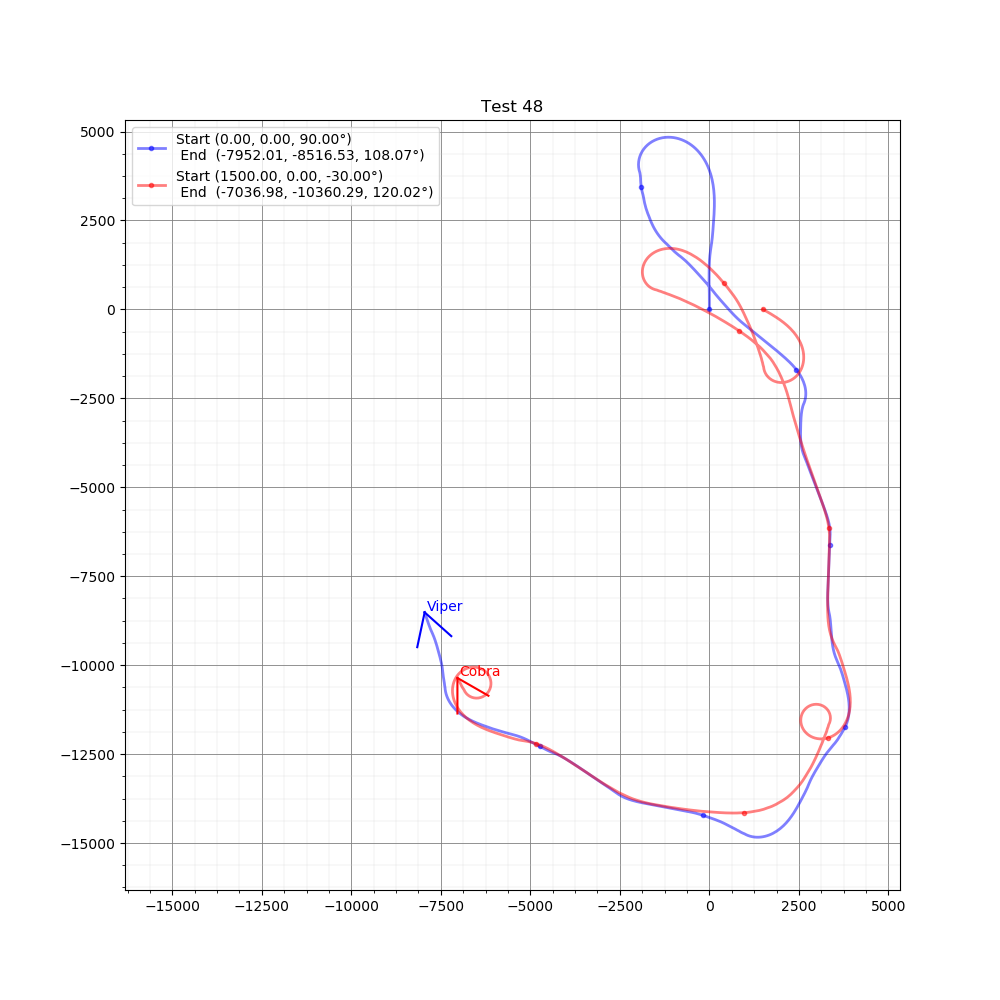 Test 48
Start (0.00, 0.00, 90.00°)
End (-7952.01, -8516.53, 108.07°)
Start (1500.00, 0.00, -30.00°)
End (-7036.98, -10360.29, 120.02°)
5000
2500
0
−2500
−5000
−7500
−10000
−12500
−15000
Viper
Cobra
−15000 −12500 −10000 −7500 −5000 −2500 0 2500 5000